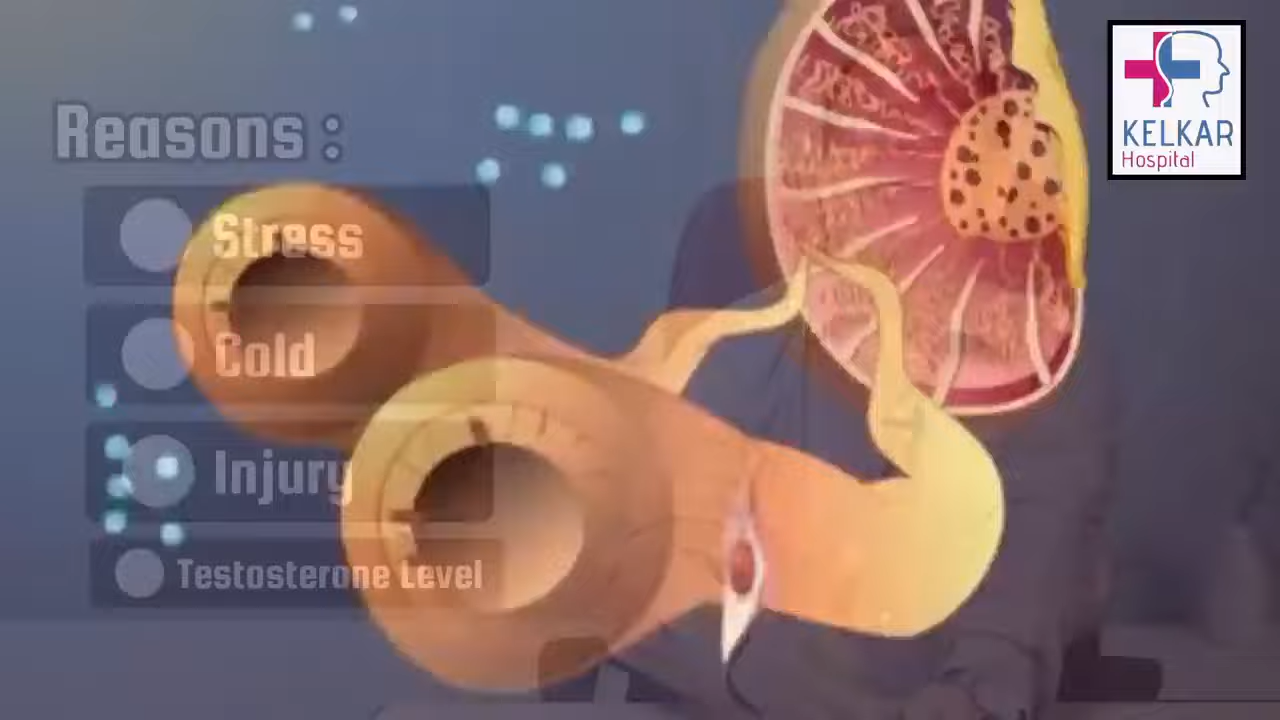 Reasons :
Stress
Cold
Injury
Testosterone Level
KELKAR
Hospital